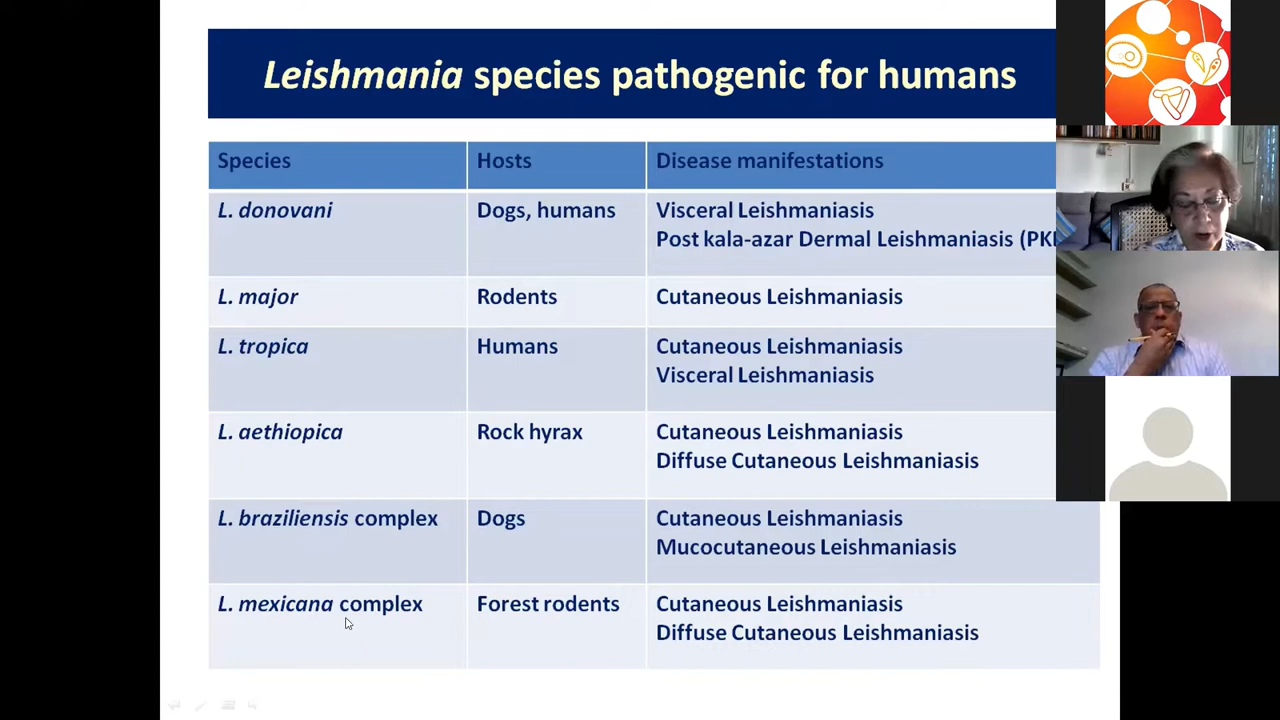 Leishmania species pathogenic for humans
Species Hosts Disease manifestations
L. donovani Dogs, humans Visceral Leishmaniasis
Post kala-azar Dermal Leishmaniasis
L. major Rodents Cutaneous Leishmaniasis
L. tropica Humans Cutaneous Leishmaniasis
Visceral Leishmaniasis
L. aethiopica Rock hyrax Cutaneous Leishmaniasis
Diffuse Cutaneous Leishmaniasis
L. braziliensis complex Dogs Cutaneous Leishmaniasis
Mucocutaneous Leishmaniasis
L. mexicana complex Forest rodents Cutaneous Leishmaniasis
Diffuse Cutaneous Leishmaniasis